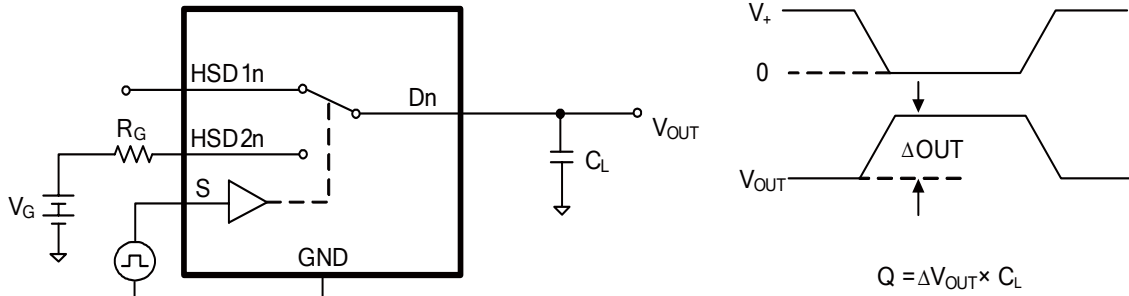 HSD1n
Dn
VOUT
RG
HSD2n
CL
VG
S
GND
V+
0
ΔOUT
VOUT
Q = ΔVOUT × CL